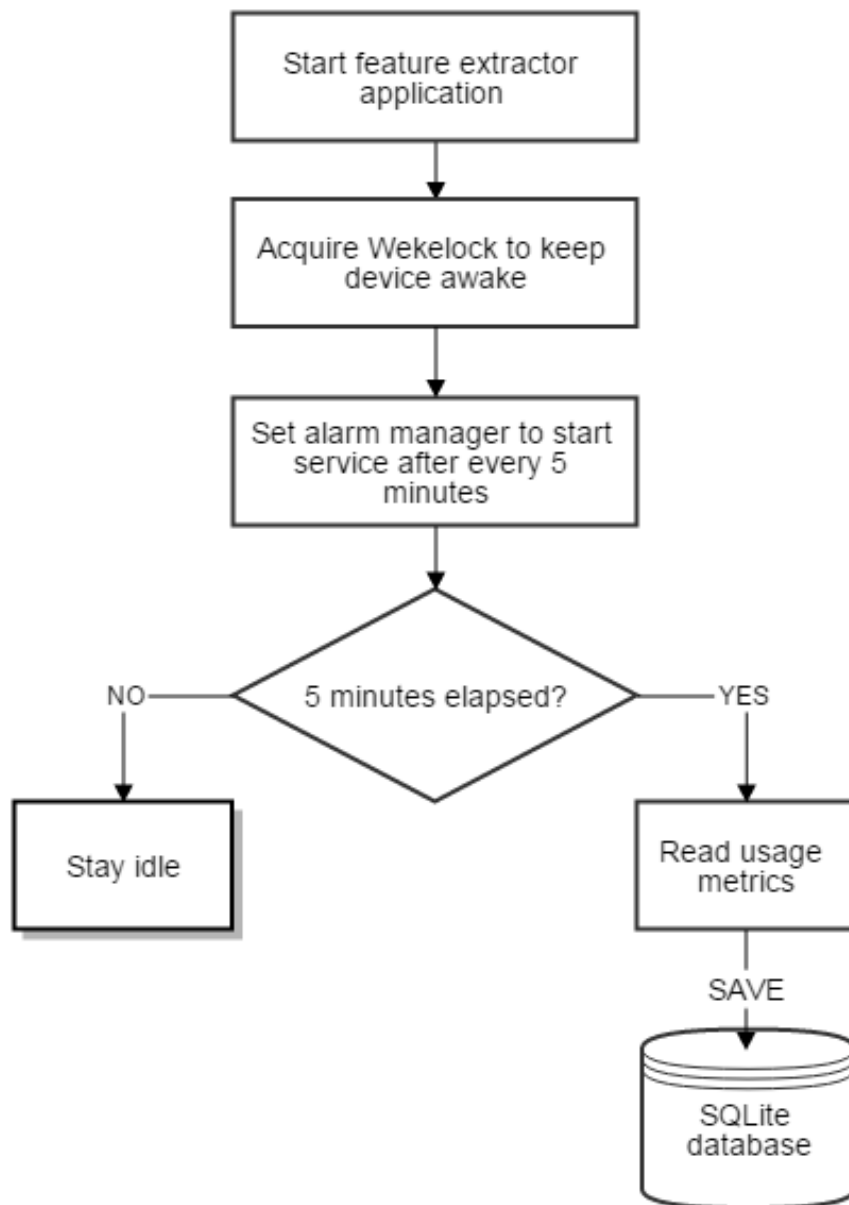 Start feature extractor
application
Acquire Wekelock to keep
device awake
Set alarm manager to start
service after every 5
minutes
5 minutes elapsed?
NO
YES
Stay idle
Read usage
metrics
SAVE
SQLite
database